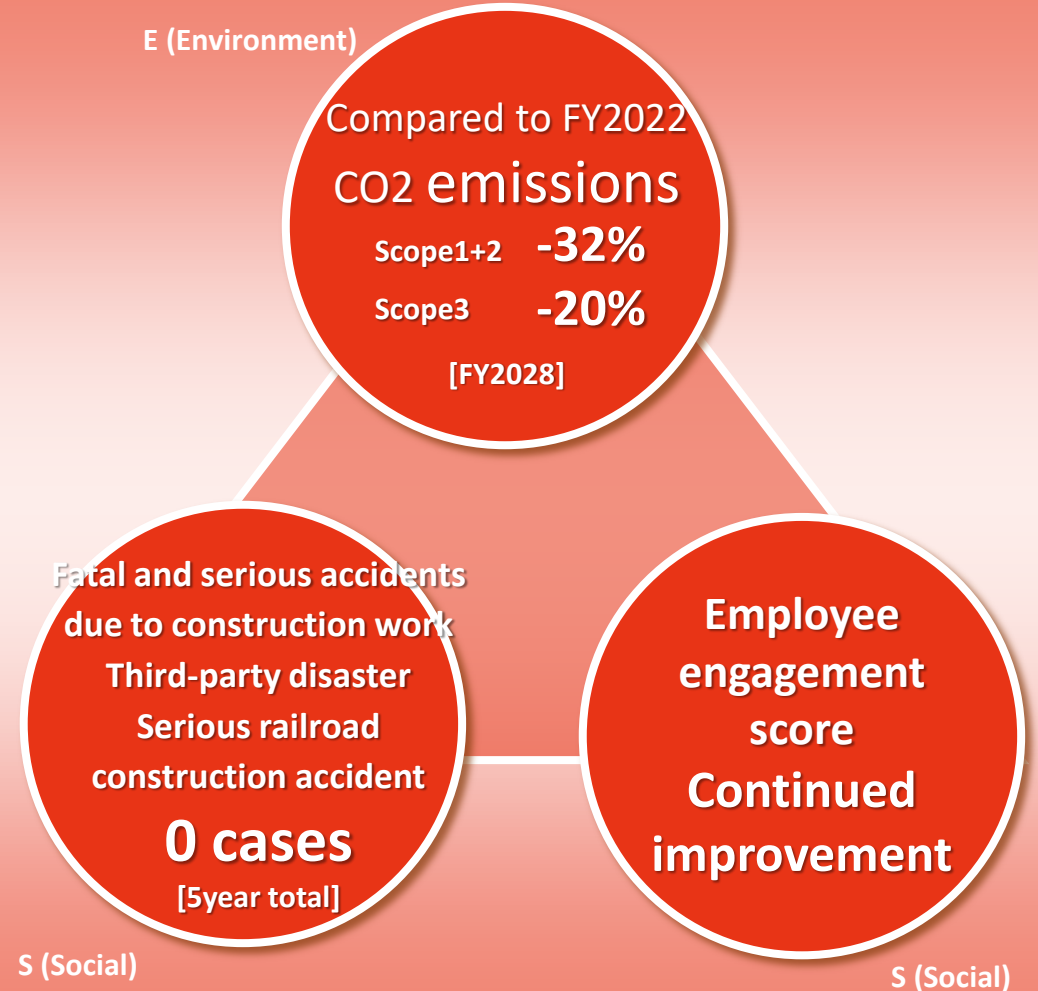 E (Environment)
Compared to FY2022
CO2 emissions
Scope1+2 -32%
Scope3 -20%
[FY2028]
Fatal and serious accidents
due to construction work
Third-party disaster
Serious railroad
construction accident
0 cases
[5year total]
S (Social)
Employee
engagement
score
Continued
improvement
S (Social)